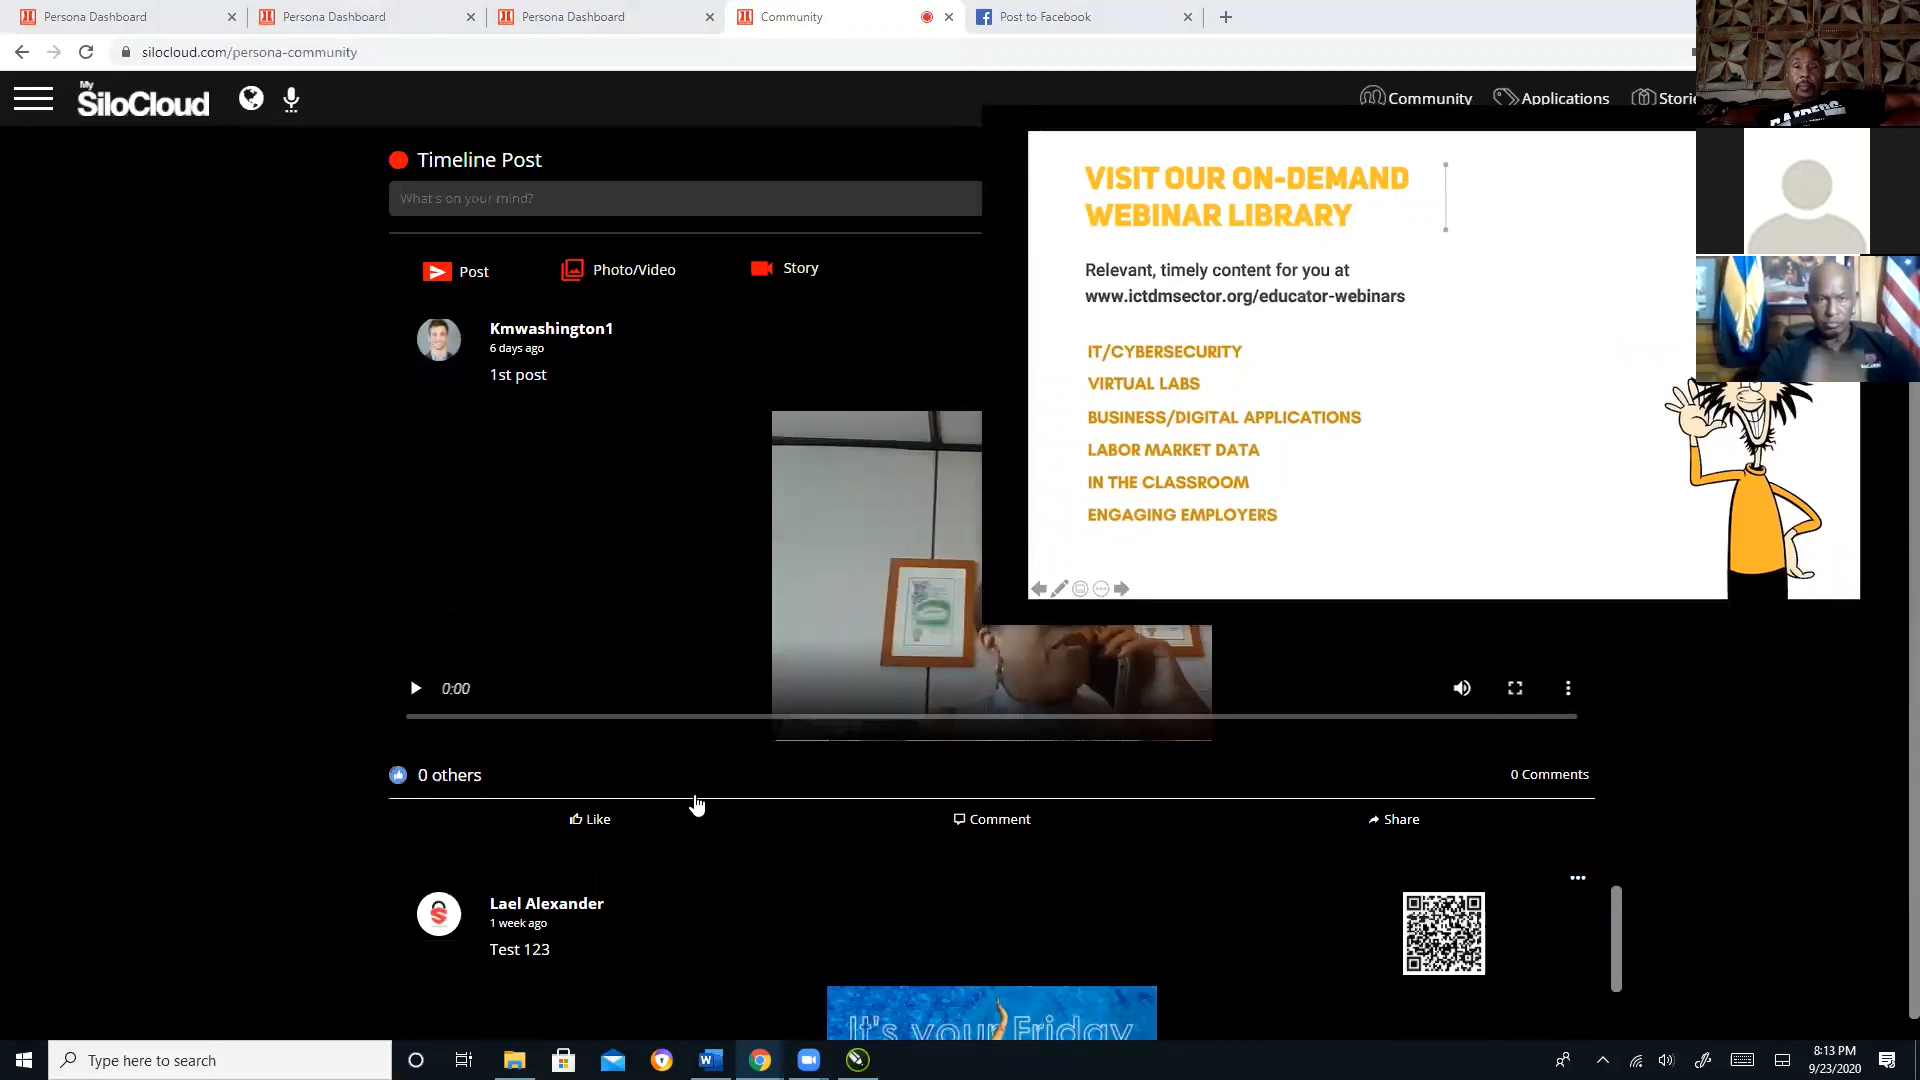 Persona Dashboard
Persona Dashboard
Persona Dashboard
Community
Post to Facebook
silocloud.com/persona-community
My
SiloCloud
Community
Applications
Storie
Timeline Post
What's on your mind?
Post
Photo/Video
Story
Kmwashington1
6 days ago
1st post
VISIT OUR ON-DEMAND
WEBINAR LIBRARY
Relevant, timely content for you at
www.ictdmsector.org/educator-webinars
IT/CYBERSECURITY
VIRTUAL LABS
BUSINESS/DIGITAL APPLICATIONS
LABOR MARKET DATA
IN THE CLASSROOM
ENGAGING EMPLOYERS
0:00
0 others
0 Comments
Like
Comment
Share
Lael Alexander
1 week ago
Test 123
It's your Friday
Type here to search
8:13 PM
9/23/2020